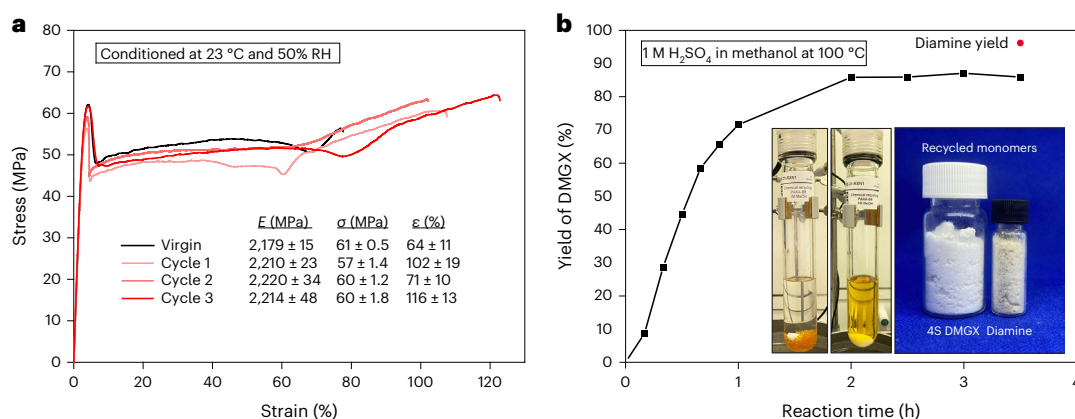 a
Conditioned at 23 °C and 50% RH
Stress (MPa)
80
70
60
50
40
30
20
10
0
E (MPa) σ (MPa) ε (%)
Virgin 2,179 ± 15 61 ± 0.5 64 ± 11
Cycle 1 2,210 ± 23 57 ± 1.4 102 ± 19
Cycle 2 2,220 ± 34 60 ± 1.2 71 ± 10
Cycle 3 2,214 ± 48 60 ± 1.8 116 ± 13
0 20 40 60 80 100 120
Strain (%)
b
1 M H₂SO₄ in methanol at 100 °C
Diamine yield
Yield of DMGX (%)
100
90
80
70
60
50
40
30
20
10
0
Recycled monomers
4S DMGX Diamine
0 1 2 3 4
Reaction time (h)